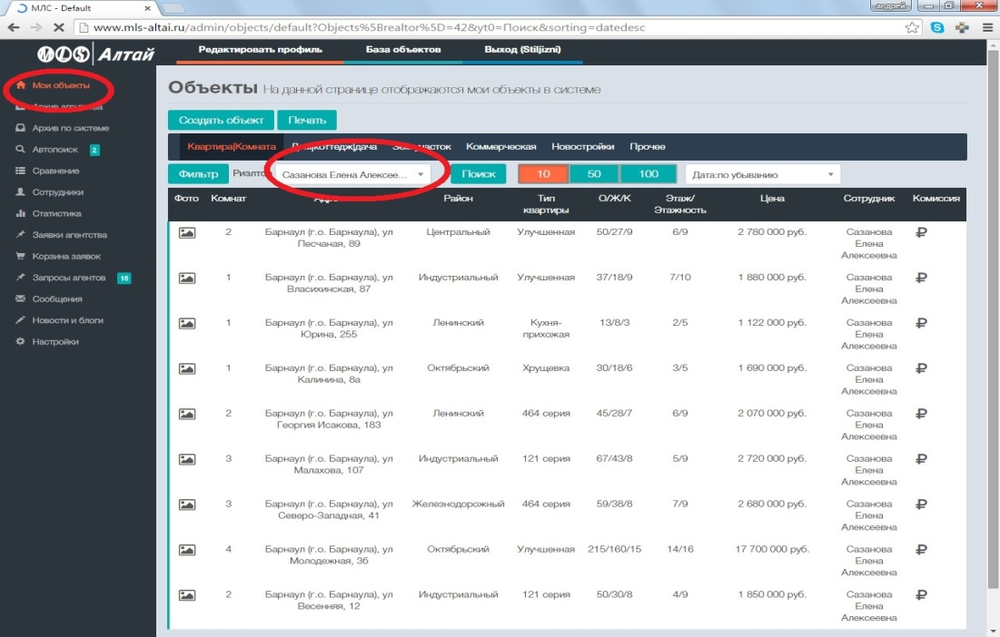 МЛС - Default
андрей
www.mls-altai.ru/admin/objects/default?Objects%5Brealtor%5D=42&yt0=Поиск&sorting=datedesc
MLS Алтай
Редактировать профиль База объектов Выход (Stiljizni)
Мои объекты
Архив агентства
Архив по системе
Автопоиск 2
Сравнение
Сотрудники
Статистика
Заявки агентства
Корзина заявок
Запросы агентов 16
Сообщения
Новости и блоги
Настройки
Объекты На данной странице отображаются мои объекты в системе
Создать объект Печать
Квартира|Комната Дом|коттедж|дача Зем.участок Коммерческая Новостройки Прочее
Фильтр Риэлтор Сазанова Елена Алексее... Поиск 10 50 100 Дата:по убыванию
Фото Комнат Адрес Район Тип квартиры О/Ж/К Этаж/ Этажность Цена Сотрудник Комиссия
2 Барнаул (г.о. Барнаула), ул Центральный Улучшенная 50/27/9 6/9 2 780 000 руб. Сазанова
Песчаная, 89 Елена
Алексеевна
1 Барнаул (г.о. Барнаула), ул Индустриальный Улучшенная 37/18/9 7/10 1 880 000 руб. Сазанова
Власихинская, 87 Елена
Алексеевна
1 Барнаул (г.о. Барнаула), ул Ленинский Кухня- 13/8/3 2/5 1 122 000 руб. Сазанова
Юрина, 255 прихожая Елена
Алексеевна
1 Барнаул (г.о. Барнаула), ул Октябрьский Хрущевка 30/18/6 3/5 1 690 000 руб. Сазанова
Калинина, 8а Елена
Алексеевна
2 Барнаул (г.о. Барнаула), ул Ленинский 464 серия 45/28/7 6/9 2 070 000 руб. Сазанова
Георгия Исакова, 183 Елена
Алексеевна
3 Барнаул (г.о. Барнаула), ул Индустриальный 121 серия 67/43/8 5/9 2 720 000 руб. Сазанова
Малахова, 107 Елена
Алексеевна
3 Барнаул (г.о. Барнаула), ул Железнодорожный 464 серия 59/38/8 7/9 2 680 000 руб. Сазанова
Северо-Западная, 41 Елена
Алексеевна
4 Барнаул (г.о. Барнаула), ул Октябрьский Улучшенная 215/160/15 14/16 17 700 000 руб. Сазанова
Молодежная, 3б Елена
Алексеевна
2 Барнаул (г.о. Барнаула), ул Индустриальный 121 серия 50/30/8 4/9 1 850 000 руб. Сазанова
Весенняя, 12 Елена
Алексеевна